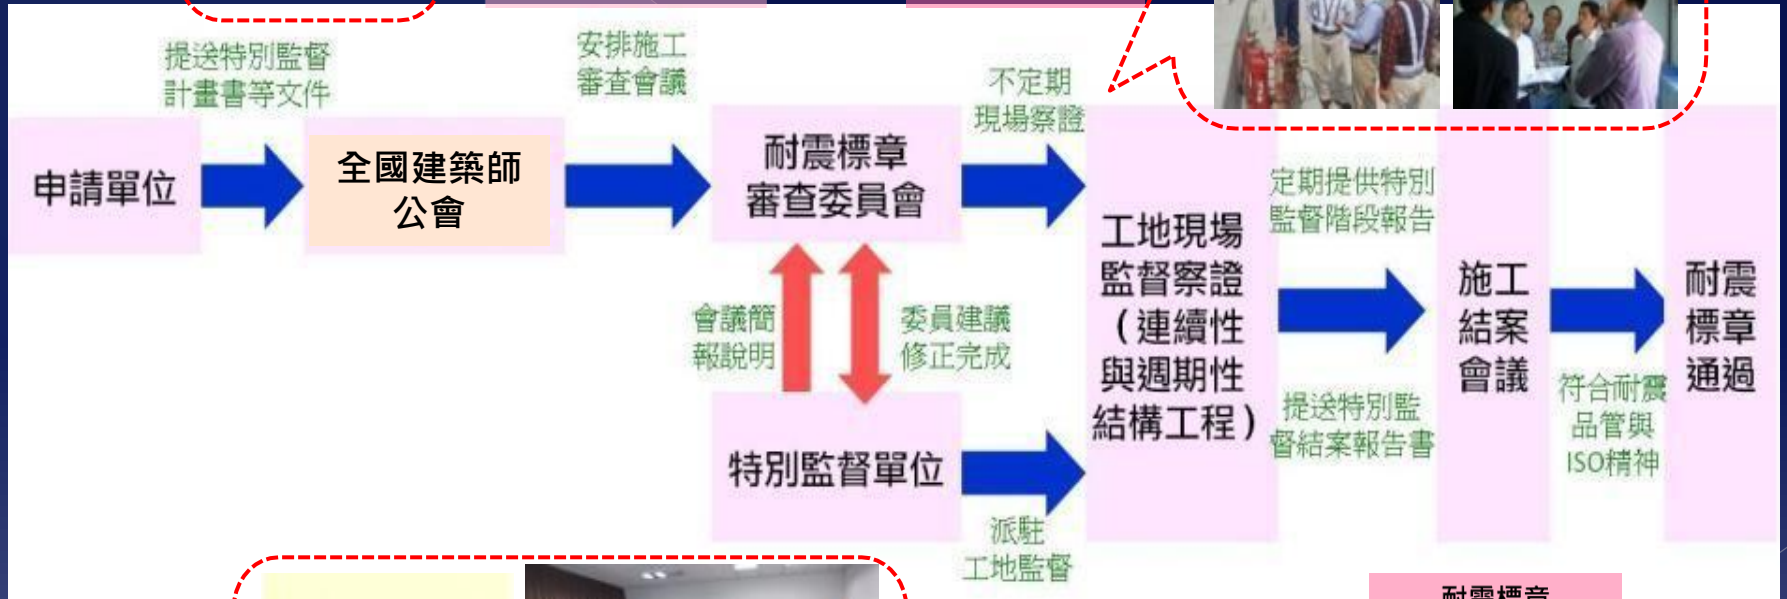 提送特別監督
計畫書等文件
申請單位
全國建築師
公會
安排施工
審查會議
耐震標章
審查委員會
不定期
現場察證
會議簡
報說明
委員建議
修正完成
特別監督單位
派駐
工地監督
工地現場
監督察證
（連續性
與週期性
結構工程）
定期提供特別
監督階段報告
提送特別監
督結案報告書
施工
結案
會議
符合耐震
品管與
ISO精神
耐震
標章
通過
耐震標章